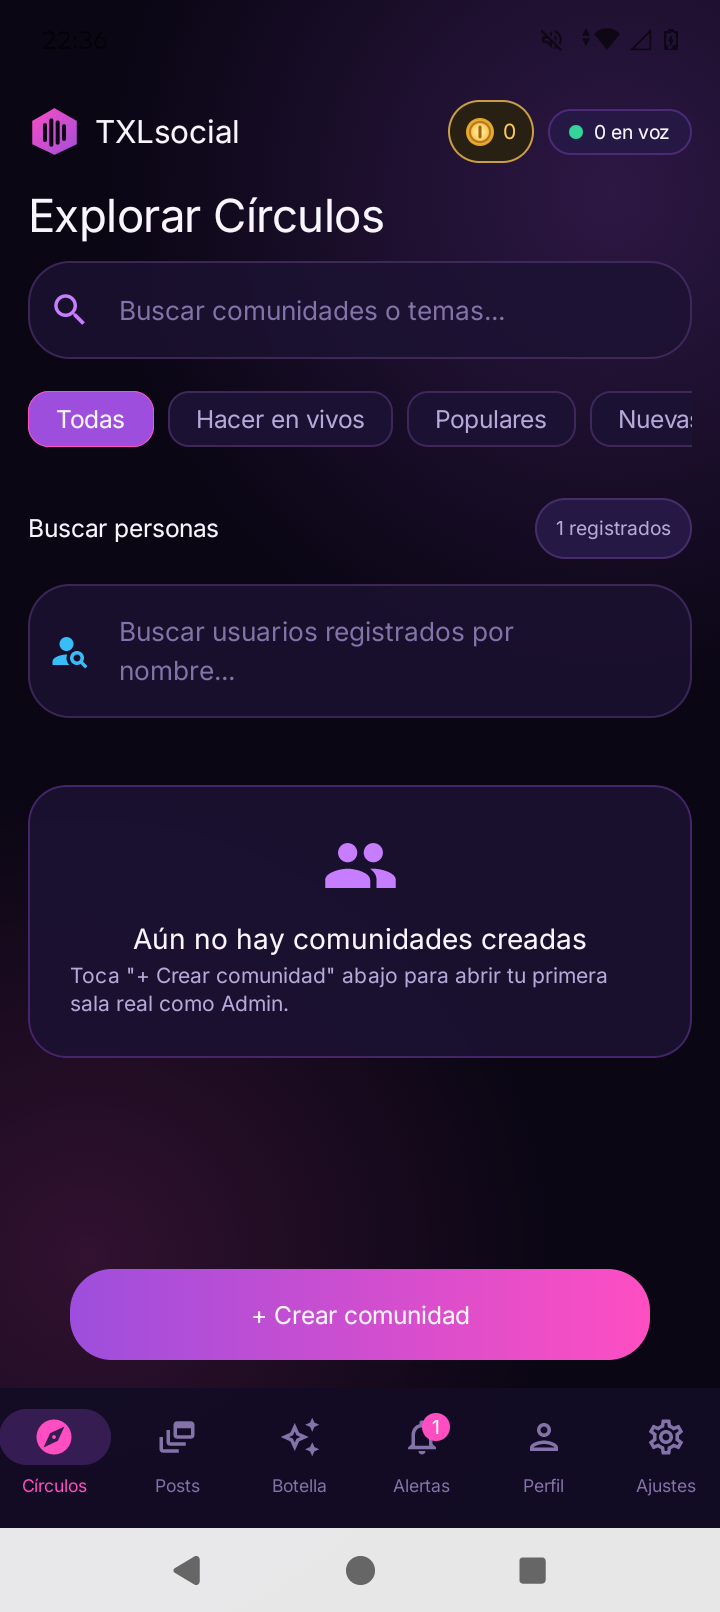 22:36
TXLsocial
0
0 en voz
Explorar Círculos
Buscar comunidades o temas...
Todas
Hacer en vivos
Populares
Nuevas
Buscar personas
1 registrados
Buscar usuarios registrados por
nombre...
Aún no hay comunidades creadas
Toca "+ Crear comunidad" abajo para abrir tu primera
sala real como Admin.
+ Crear comunidad
1
Círculos
Posts
Botella
Alertas
Perfil
Ajustes